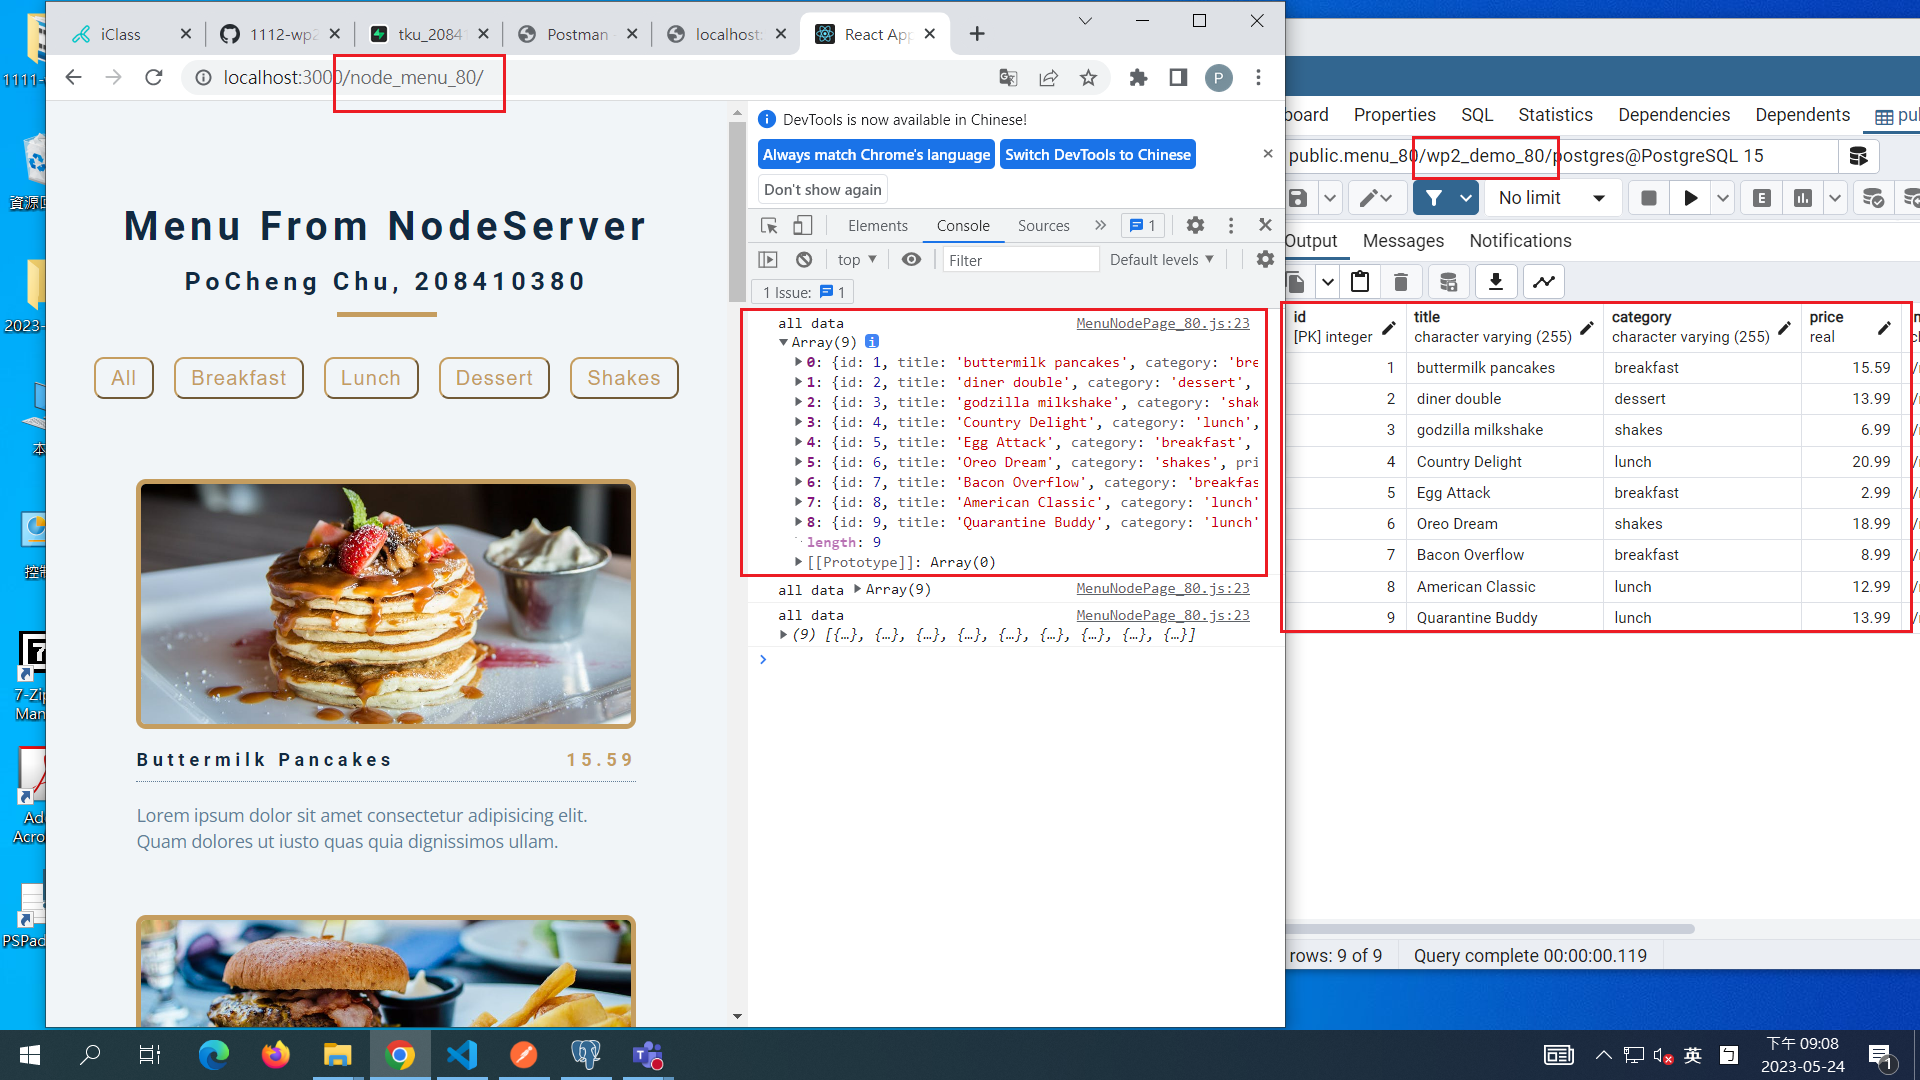 iClass
1112-wp2
tku_2084
Postman
localhost:
React App
localhost:3000/node_menu_80/
P
Menu From NodeServer
PoCheng Chu, 208410380
All
Breakfast
Lunch
Dessert
Shakes
Buttermilk Pancakes
15.59
Lorem ipsum dolor sit amet consectetur adipisicing elit.
Quam dolores ut iusto quas quia dignissimos ullam.
DevTools is now available in Chinese!
Always match Chrome's language
Switch DevTools to Chinese
Don't show again
Elements
Console
Sources
1
top
Filter
Default levels
1 Issue: 1
all data MenuNodePage_80.js:23
Array(9) i
0: {id: 1, title: 'buttermilk pancakes', category: 'bre
1: {id: 2, title: 'diner double', category: 'dessert',
2: {id: 3, title: 'godzilla milkshake', category: 'shak
3: {id: 4, title: 'Country Delight', category: 'lunch',
4: {id: 5, title: 'Egg Attack', category: 'breakfast',
5: {id: 6, title: 'Oreo Dream', category: 'shakes', pri
6: {id: 7, title: 'Bacon Overflow', category: 'breakfas
7: {id: 8, title: 'American Classic', category: 'lunch'
8: {id: 9, title: 'Quarantine Buddy', category: 'lunch'
length: 9
[[Prototype]]: Array(0)
all data Array(9) MenuNodePage_80.js:23
all data MenuNodePage_80.js:23
(9) [{…}, {…}, {…}, {…}, {…}, {…}, {…}, {…}, {…}]
board
Properties
SQL
Statistics
Dependencies
Dependents
pu
public.menu_80/wp2_demo_80/postgres@PostgreSQL 15
No limit
E
Output
Messages
Notifications
id title category price
[PK] integer character varying (255) character varying (255) real
1 buttermilk pancakes breakfast 15.59
2 diner double dessert 13.99
3 godzilla milkshake shakes 6.99
4 Country Delight lunch 20.99
5 Egg Attack breakfast 2.99
6 Oreo Dream shakes 18.99
7 Bacon Overflow breakfast 8.99
8 American Classic lunch 12.99
9 Quarantine Buddy lunch 13.99
rows: 9 of 9
Query complete 00:00:00.119
資源回
2023-
本
控制
7-Zip
Man
Ad
Acro
PSPad
英
ㄅ
下午 09:08
2023-05-24
1